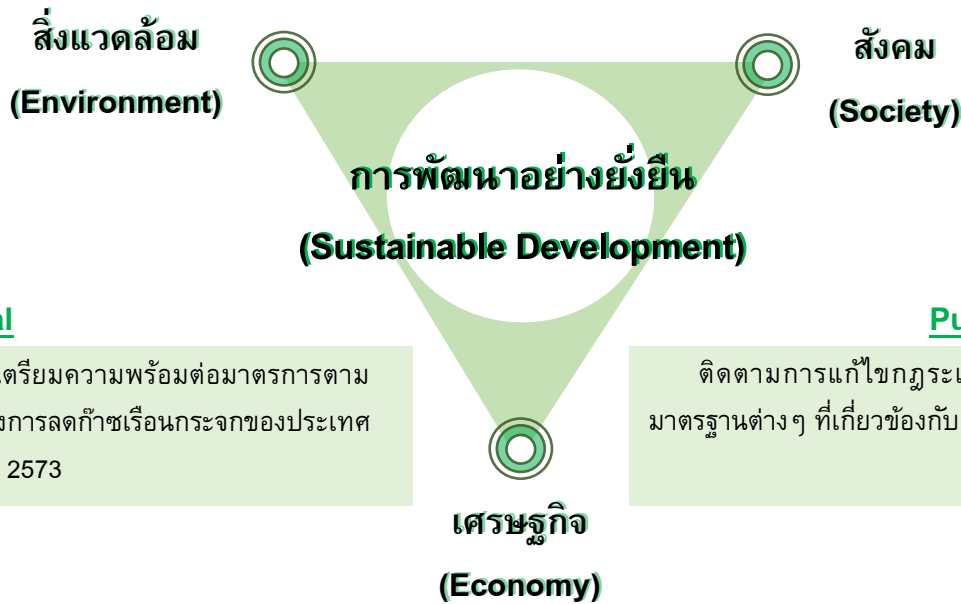 สิ่งแวดล้อม
(Environment)
สังคม
(Society)
การพัฒนาอย่างยั่งยืน
(Sustainable Development)
ตรียมความพร้อมต่อมาตรการตาม
การลดก๊าซเรือนกระจกของประเทศ
2573
ติดตามการแก้ไขกฎระเ
มาตรฐานต่างๆ ที่เกี่ยวข้องกับ
เศรษฐกิจ
(Economy)